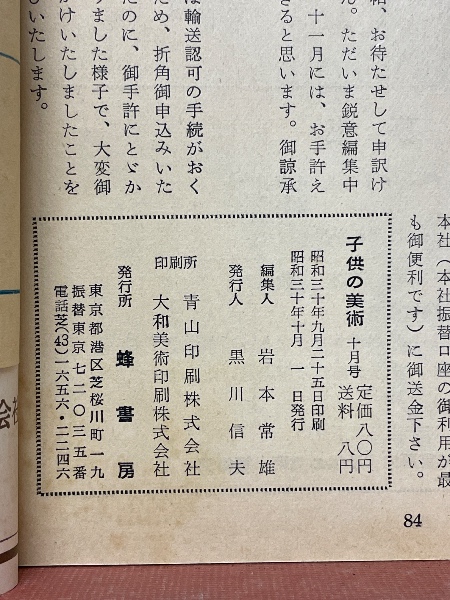 本社（本社振替口座の御利用が最
も御便利です）に御送金下さい。
、お待たせして申訳け
ん。ただいま鋭意編集中
十一月には、お手許え
きると思います。御諒承
は輸送認可の手続がおく
ため、折角御申込みいた
たのに、御手許にとゞか
りました様子で、大変御
かけいたしましたことを
いたします。
子供の美術　十月号　定価　八〇円
送料　八円
昭和三十年九月二十五日印刷
昭和三十年十月　一　日発行
編集人　岩本常雄
発行人　黒川信夫
印刷所　青山印刷株式会社
大和美術印刷株式会社
発行所　蜂書房
東京都港区芝桜川町一九
振替東京七二〇三五番
電話芝(43)一六五六・二二四六
84